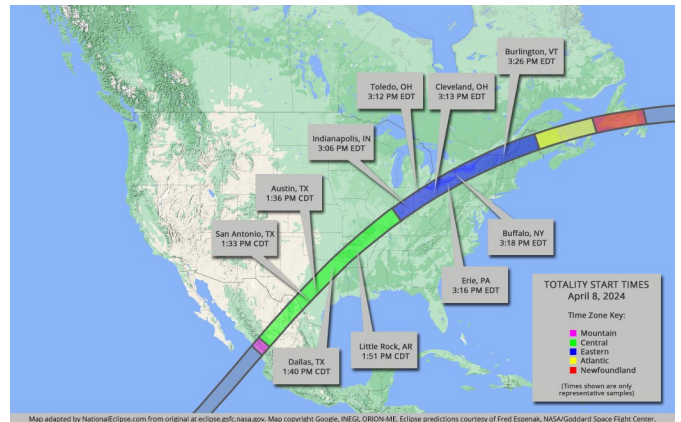 Burlington, VT
3:26 PM EDT
Toledo, OH
3:12 PM EDT
Cleveland, OH
3:13 PM EDT
Indianapolis, IN
3:06 PM EDT
Austin, TX
1:36 PM CDT
San Antonio, TX
1:33 PM CDT
Buffalo, NY
3:18 PM EDT
Erie, PA
3:16 PM EDT
Little Rock, AR
1:51 PM CDT
Dallas, TX
1:40 PM CDT
TOTALITY START TIMES
April 8, 2024
Time Zone Key:
Mountain
Central
Eastern
Atlantic
Newfoundland
(Times shown are only
representative samples)
Map adapted by NationalEclipse.com from original at eclipse.gsfc.nasa.gov. Map copyright Google, INEGI, ORION-ME. Eclipse predictions courtesy of Fred Espenak, NASA/Goddard Space Flight Center.